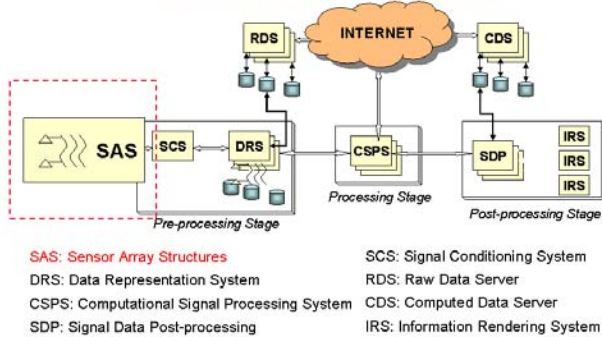 RDS
INTERNET
CDS
SAS
SCS
DRS
CSPS
SDP
IRS
IRS
IRS
Pre-processing Stage
Processing Stage
Post-processing Stage
SAS: Sensor Array Structures
DRS: Data Representation System
CSPS: Computational Signal Processing System
SDP: Signal Data Post-processing
SCS: Signal Conditioning System
RDS: Raw Data Server
CDS: Computed Data Server
IRS: Information Rendering System